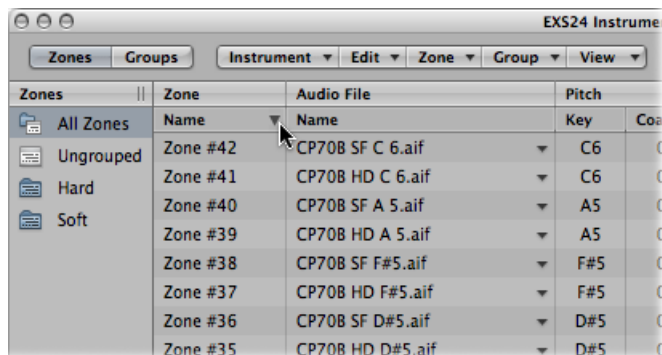 EXS24 Instrume
Zones Groups Instrument Edit Zone Group View
Zones Zone Audio File Pitch
All Zones Name Name Key Coa
Ungrouped Zone #42 CP70B SF C 6.aif C6
Hard Zone #41 CP70B HD C 6.aif C6
Soft Zone #40 CP70B SF A 5.aif A5
Zone #39 CP70B HD A 5.aif A5
Zone #38 CP70B SF F#5.aif F#5
Zone #37 CP70B HD F#5.aif F#5
Zone #36 CP70B SF D#5.aif D#5
Zone #35 CP70B HD D#5.aif D#5